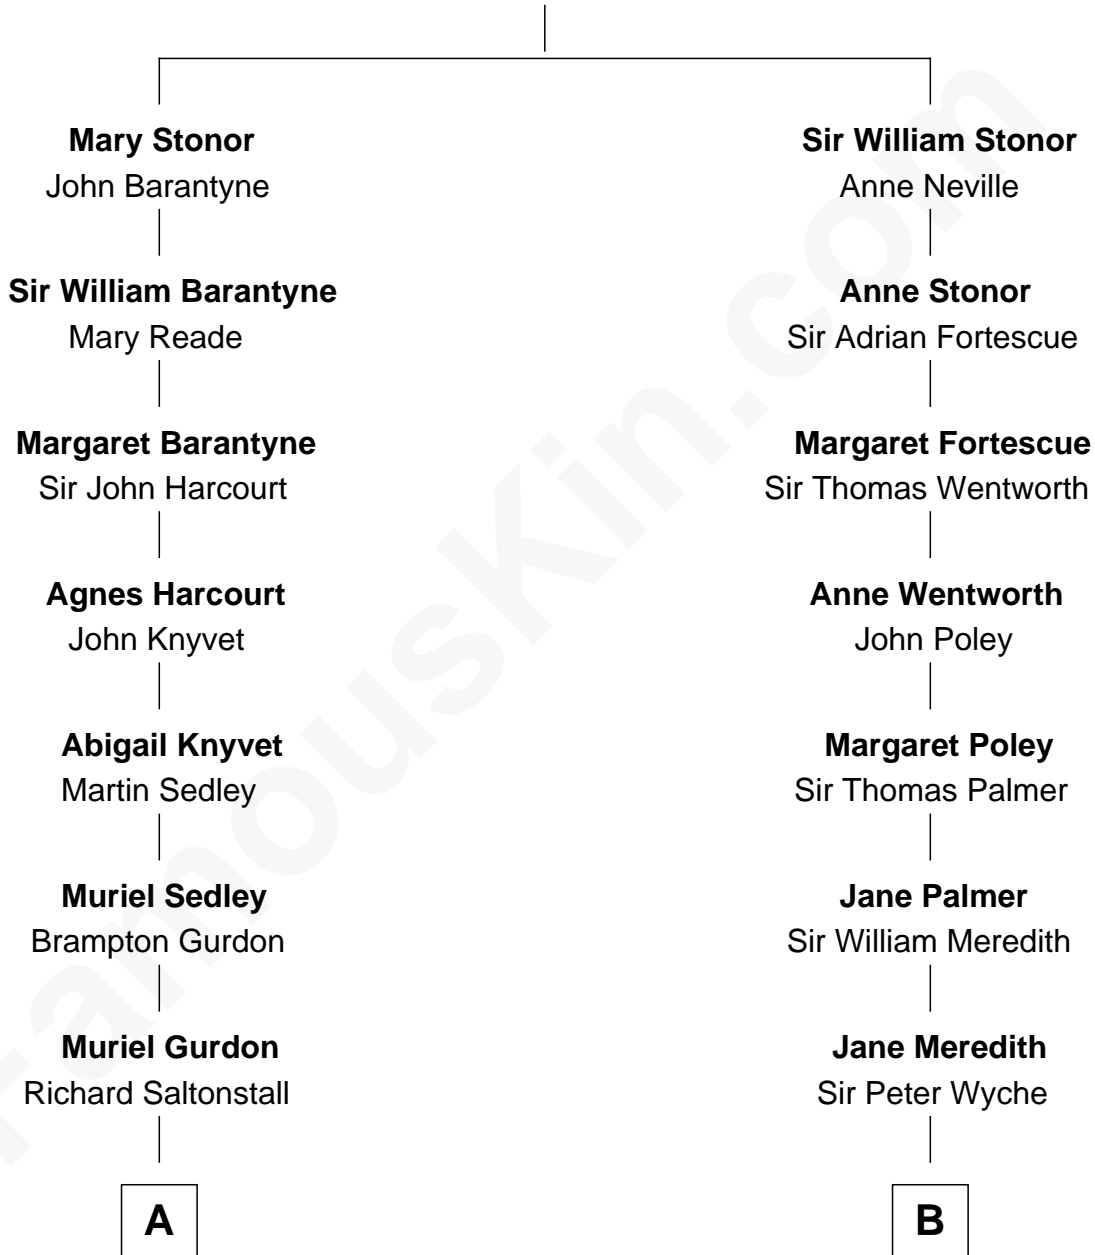 Mary Stonor
John Barantyne
Sir William Barantyne
Mary Reade
Margaret Barantyne
Sir John Harcourt
Agnes Harcourt
John Knyvet
Abigail Knyvet
Martin Sedley
Muriel Sedley
Brampton Gurdon
Muriel Gurdon
Richard Saltonstall
A
Sir William Stonor
Anne Neville
Anne Stonor
Sir Adrian Fortescue
Margaret Fortescue
Sir Thomas Wentworth
Anne Wentworth
John Poley
Margaret Poley
Sir Thomas Palmer
Jane Palmer
Sir William Meredith
Jane Meredith
Sir Peter Wyche
B
FamousKin.com